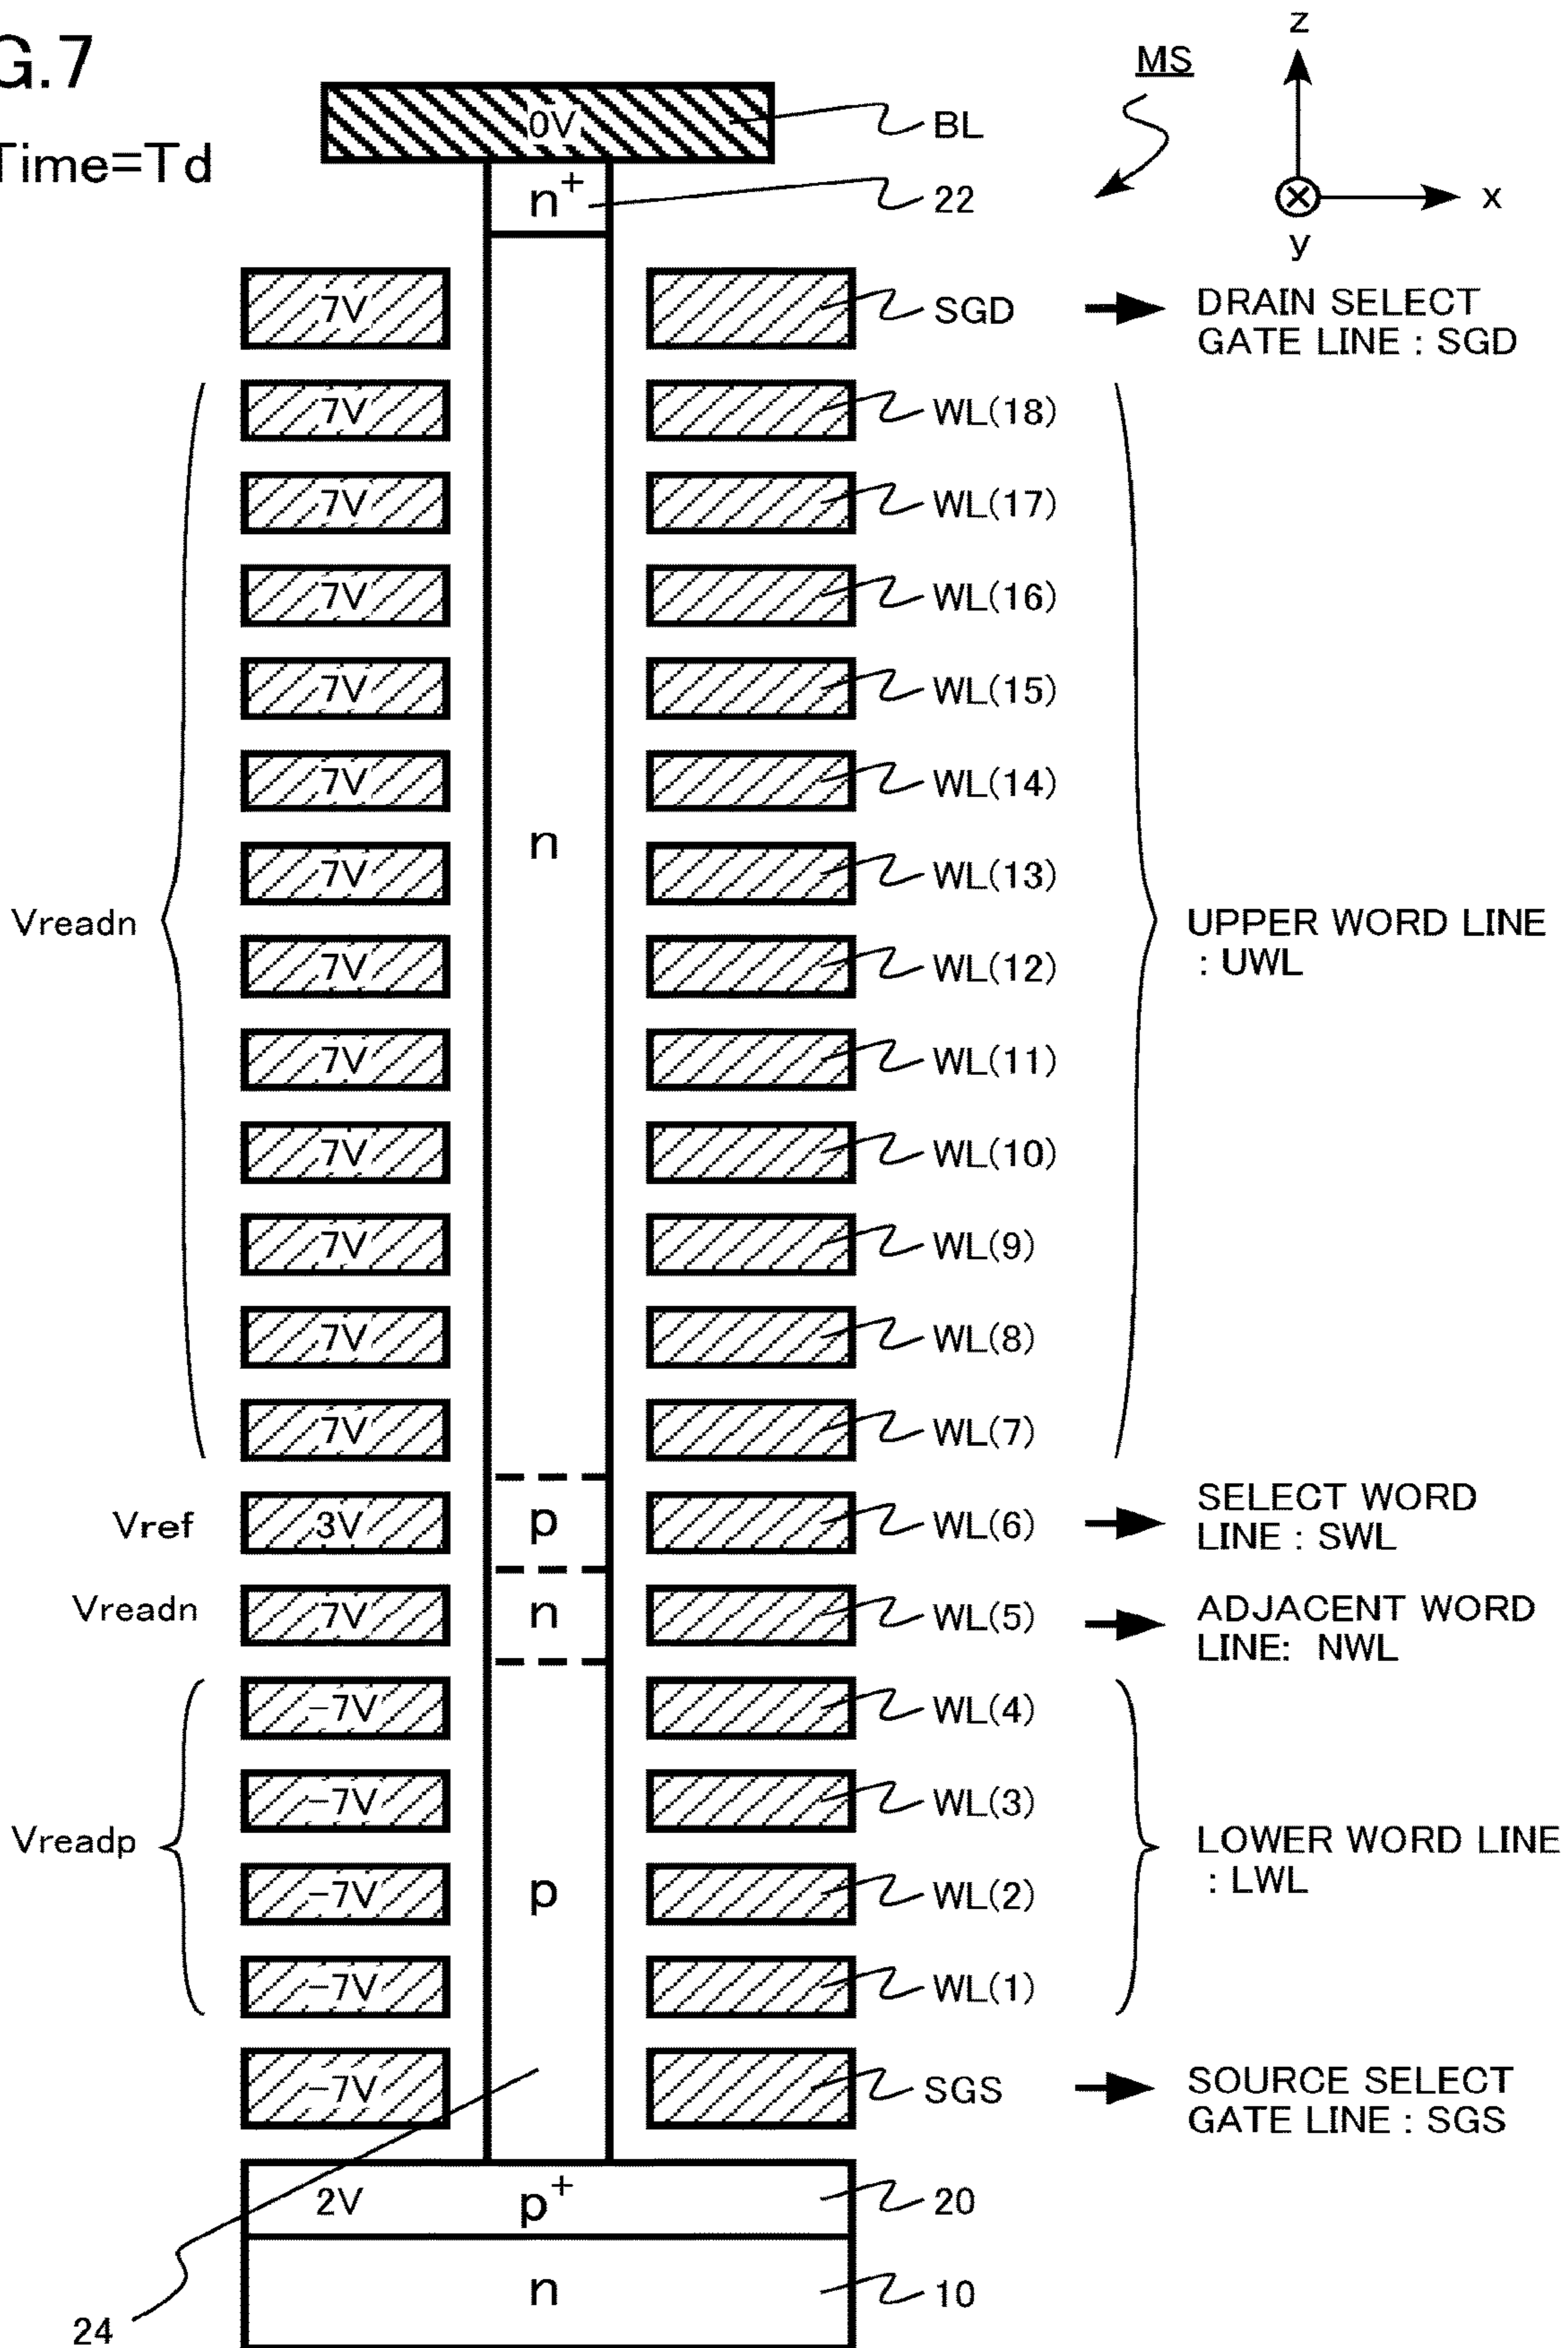 G.7
Time=Td
MS
z
x
y
0V
BL
n+
22
7V
SGD
DRAIN SELECT
GATE LINE : SGD
7V
WL(18)
7V
WL(17)
7V
WL(16)
7V
WL(15)
7V
WL(14)
n
7V
WL(13)
Vreadn
UPPER WORD LINE
: UWL
7V
WL(12)
7V
WL(11)
7V
WL(10)
7V
WL(9)
7V
WL(8)
7V
WL(7)
Vref
3V
p
WL(6)
SELECT WORD
LINE : SWL
Vreadn
7V
n
WL(5)
ADJACENT WORD
LINE: NWL
-7V
WL(4)
-7V
WL(3)
Vreadp
LOWER WORD LINE
: LWL
-7V
p
WL(2)
-7V
WL(1)
-7V
SGS
SOURCE SELECT
GATE LINE : SGS
2V
p+
20
n
10
24